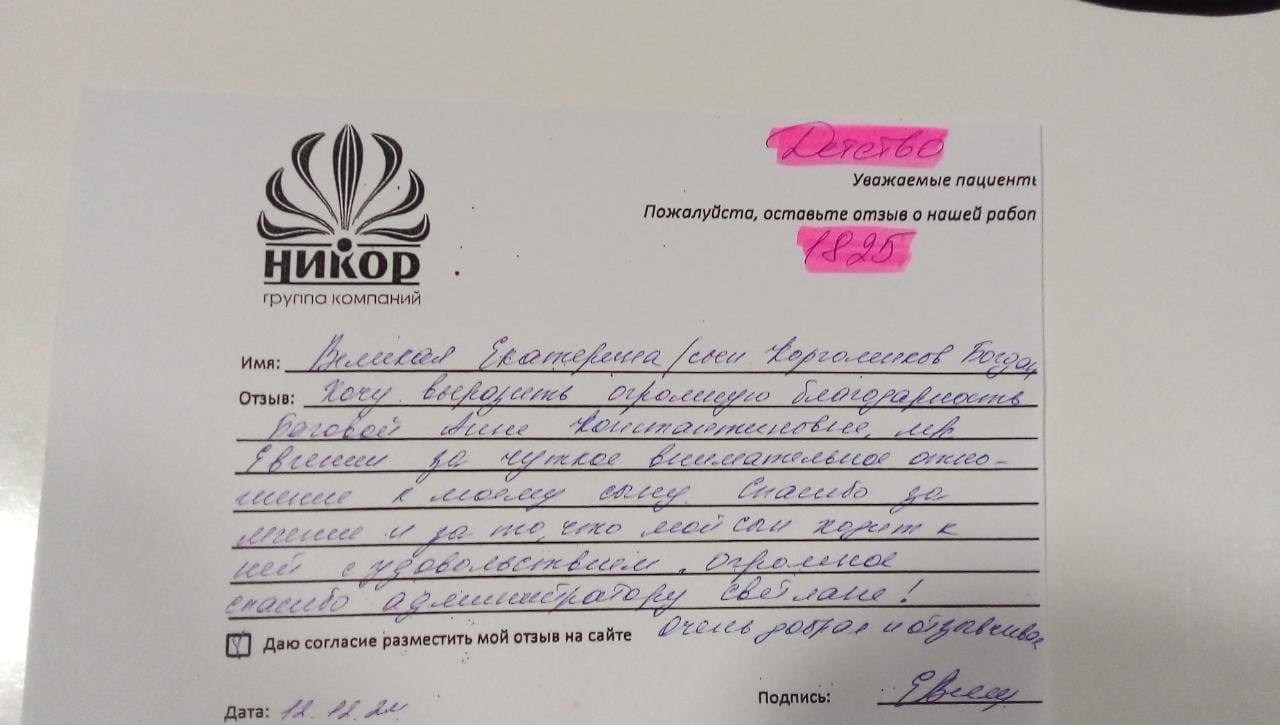 Детство
Уважаемые пациенты
Пожалуйста, оставьте отзыв о нашей работ
1825
НИКОР
группа компаний
Имя: Великая Екатерина/сын Богдан
Отзыв: Хочу выразить огромную благодарность
Боговой Анне Константиновне, м/с
Евгении за чуткое внимательное отно-
шение к моему сыну. Спасибо за
лечение и за то, что мой сын ходит к
ней с удовольствием. Огромное
спасибо администратору Светлане!
Очень добрая и отзывчивая
Даю согласие разместить мой отзыв на сайте
Подпись:
Дата: 12.12.24